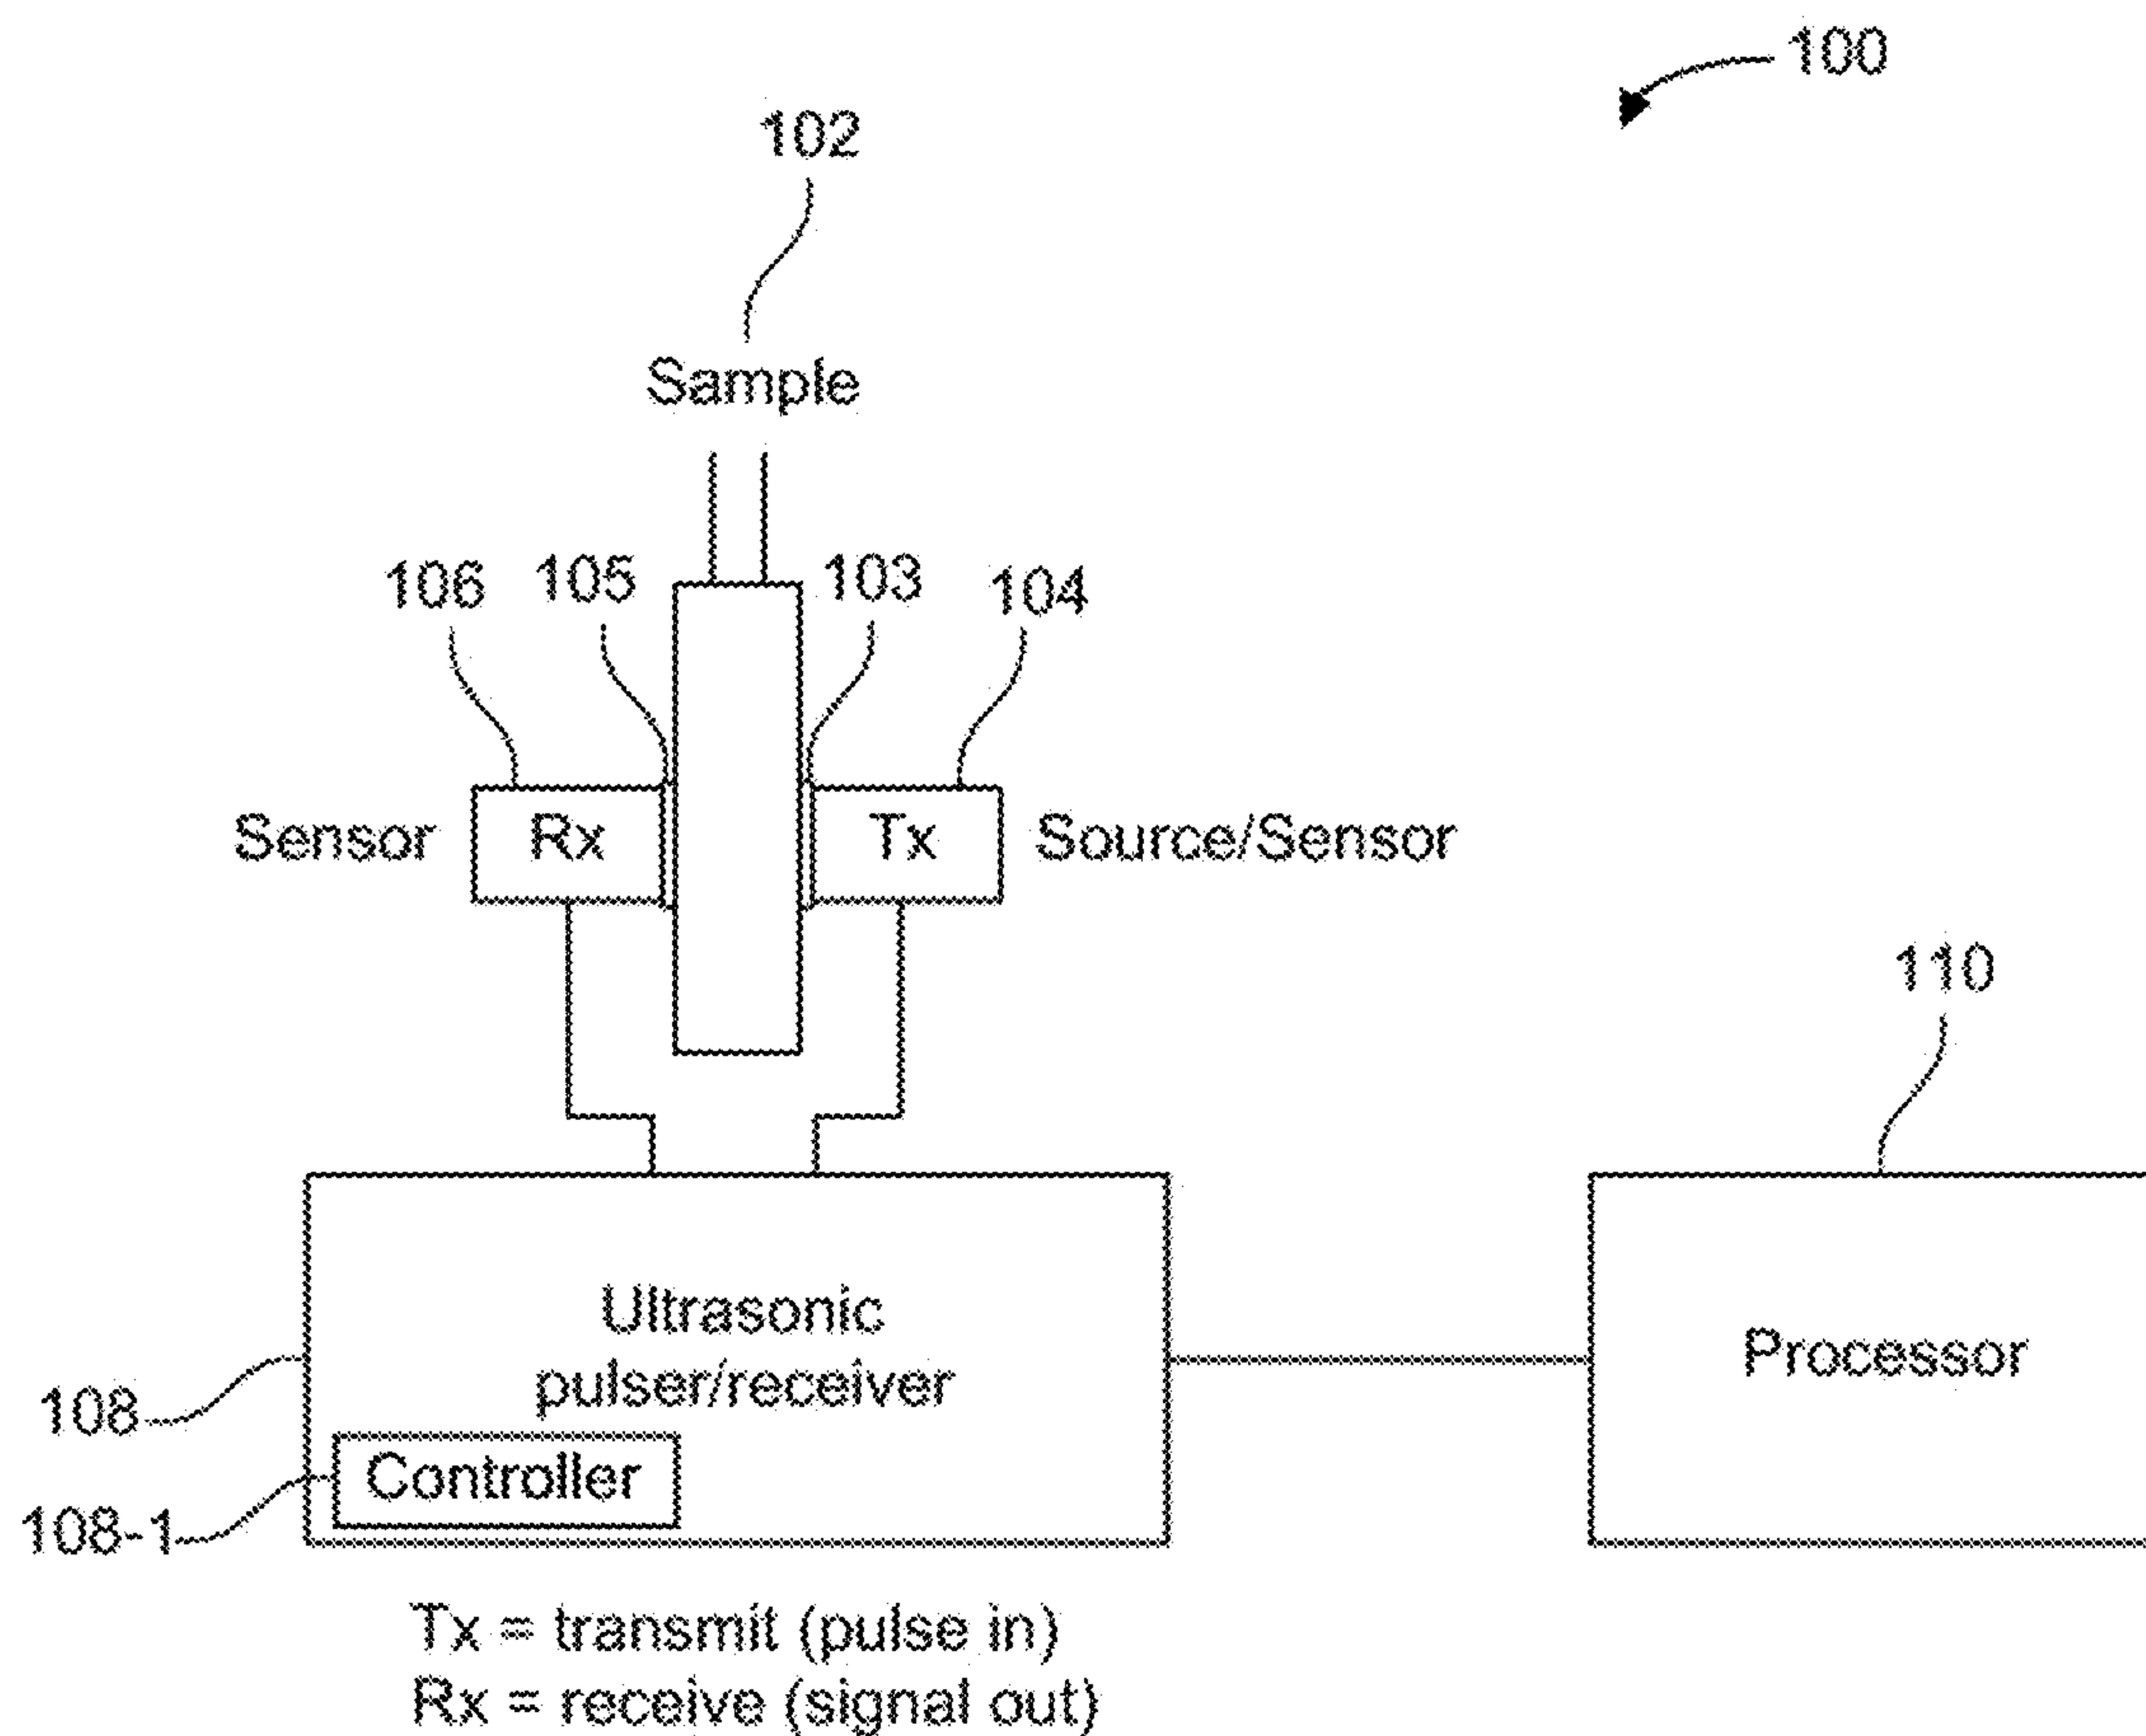 100
102
Sample
106 105 103 104
Sensor Rx Tx Source/Sensor
110
Ultrasonic
pulser/receiver
Processor
108
Controller
108-1
Tx = transmit (pulse in)
Rx = receive (signal out)